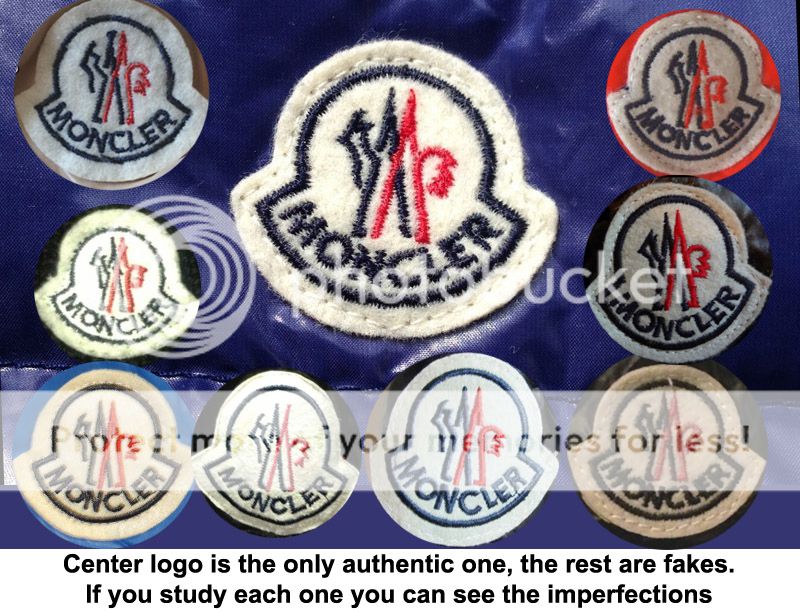 MONCLER
MONCLER
MONCLER
photobucket
MONCLER
MONCLER
Protect more of your memories for less!
MONCLER
MONCLER
MONCLER
MONCLER
Center logo is the only authentic one, the rest are fakes.
If you study each one you can see the imperfections